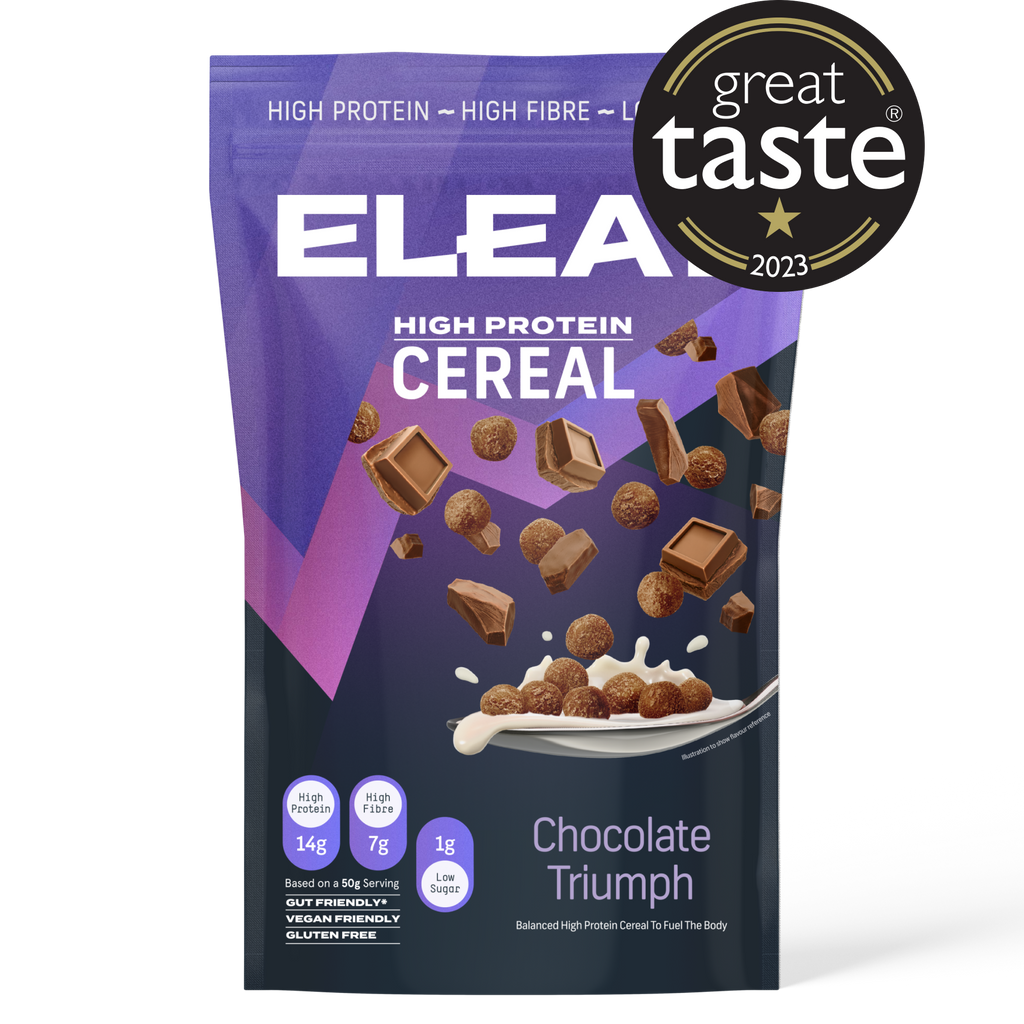 HIGH PROTEIN ~ HIGH FIBRE ~
great
taste®
2023
HIGH PROTEIN
CEREAL
Illustration to show flavour reference
High
Protein
14g
High
Fibre
7g
1g
Low
Sugar
Based on a 50g Serving
GUT FRIENDLY*
VEGAN FRIENDLY
GLUTEN FREE
Chocolate
Triumph
Balanced High Protein Cereal To Fuel The Body